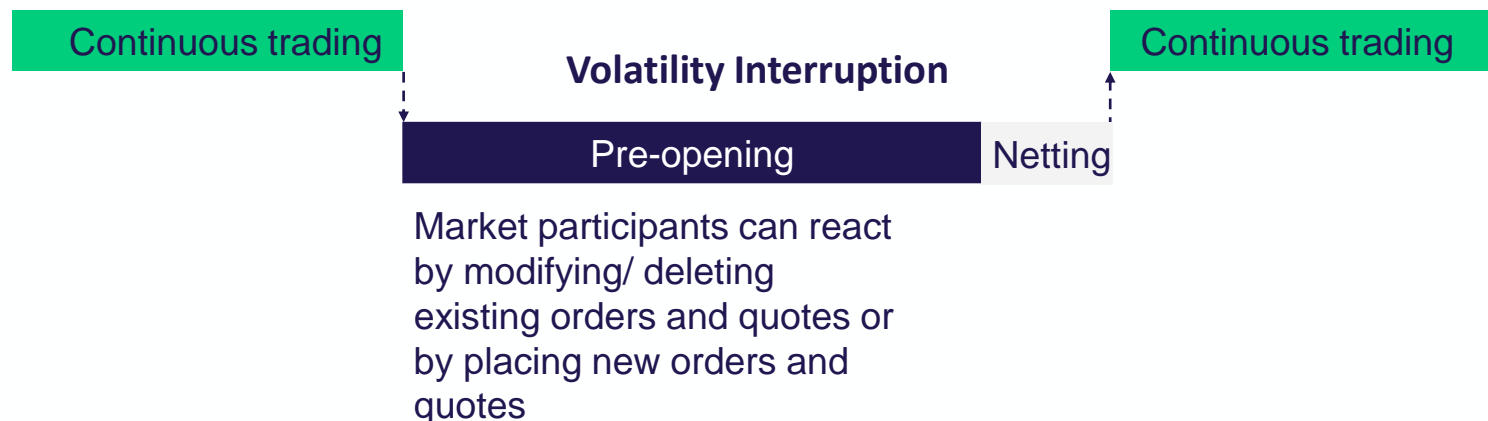 Continuous trading
Continuous trading
Volatility Interruption
Pre-opening
Netting
Market participants can react
by modifying/ deleting
existing orders and quotes or
by placing new orders and
quotes